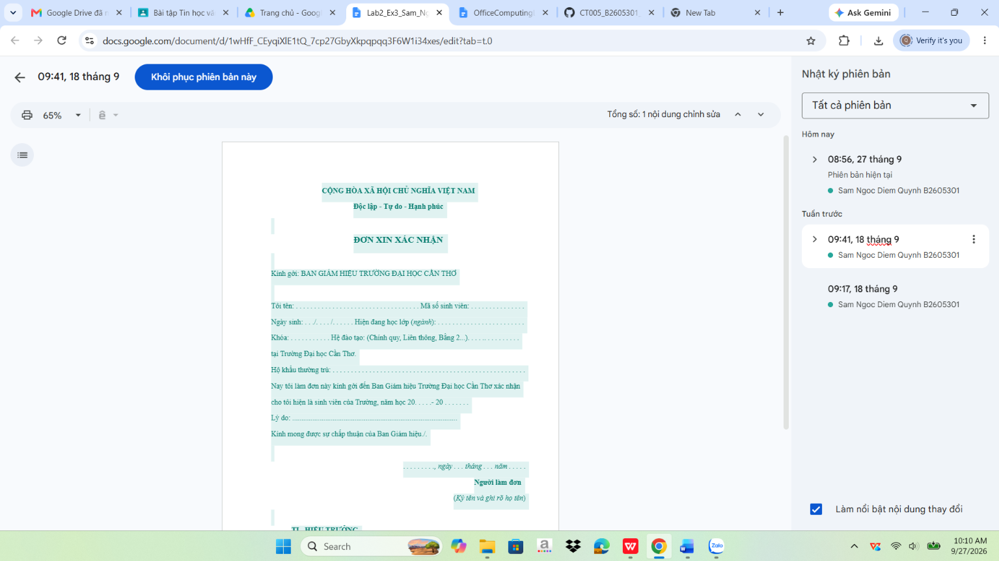 Google Drive đã n
Bài tập Tin học vă
Trang chủ - Goog
Lab2_Ex3_Sam_Ng
OfficeComputing
CT005_B2605301_
New Tab
Ask Gemini
docs.google.com/document/d/1wHfF_CEyqiXlE1tQ_7cp27GbyXkpqpqq3F6W1i34xes/edit?tab=t.0
Verify it's you
09:41, 18 tháng 9
Khôi phục phiên bản này
65%
Tổng số: 1 nội dung chỉnh sửa
CỘNG HÒA XÃ HỘI CHỦ NGHĨA VIỆT NAM
Độc lập - Tự do - Hạnh phúc
ĐƠN XIN XÁC NHẬN
Kính gởi: BAN GIÁM HIỆU TRƯỜNG ĐẠI HỌC CẦN THƠ
Tôi tên: . . . . . . . . . . . . . . . . . . . . . . . . . . . . . . . . . . Mã số sinh viên: . . . . . . . . . . . . . . .
Ngày sinh: . . ./. . . . /. . . . . . Hiện đang học lớp (ngành): . . . . . . . . . . . . . . . . . . . . . . . .
Khóa: . . . . . . . . . . . Hệ đào tạo: (Chính quy, Liên thông, Bằng 2...). . . . .. . . . . . . . . .
tại Trường Đại học Cần Thơ.
Hộ khẩu thường trú: . . . . . . . . . . . . . . . . . . . . . . . . . . . . . . . . . . . . . . . . . . . . . . . . . . . . .
Nay tôi làm đơn này kính gởi đến Ban Giám hiệu Trường Đại học Cần Thơ xác nhận
cho tôi hiện là sinh viên của Trường, năm học 20. . . . .- 20 . . . . . . .
Lý do: ...........................................................................................
Kính mong được sự chấp thuận của Ban Giám hiệu./.
. . . . . . . . ., ngày . . . tháng . . . năm . . . . .
Người làm đơn
(Ký tên và ghi rõ họ tên)
TL. HIỆU TRƯỞNG
Nhật ký phiên bản
Tất cả phiên bản
Hôm nay
08:56, 27 tháng 9
Phiên bản hiện tại
Sam Ngoc Diem Quynh B2605301
Tuần trước
09:41, 18 tháng 9
Sam Ngoc Diem Quynh B2605301
09:17, 18 tháng 9
Sam Ngoc Diem Quynh B2605301
Làm nổi bật nội dung thay đổi
Search
Zalo
10:10 AM
9/27/2026